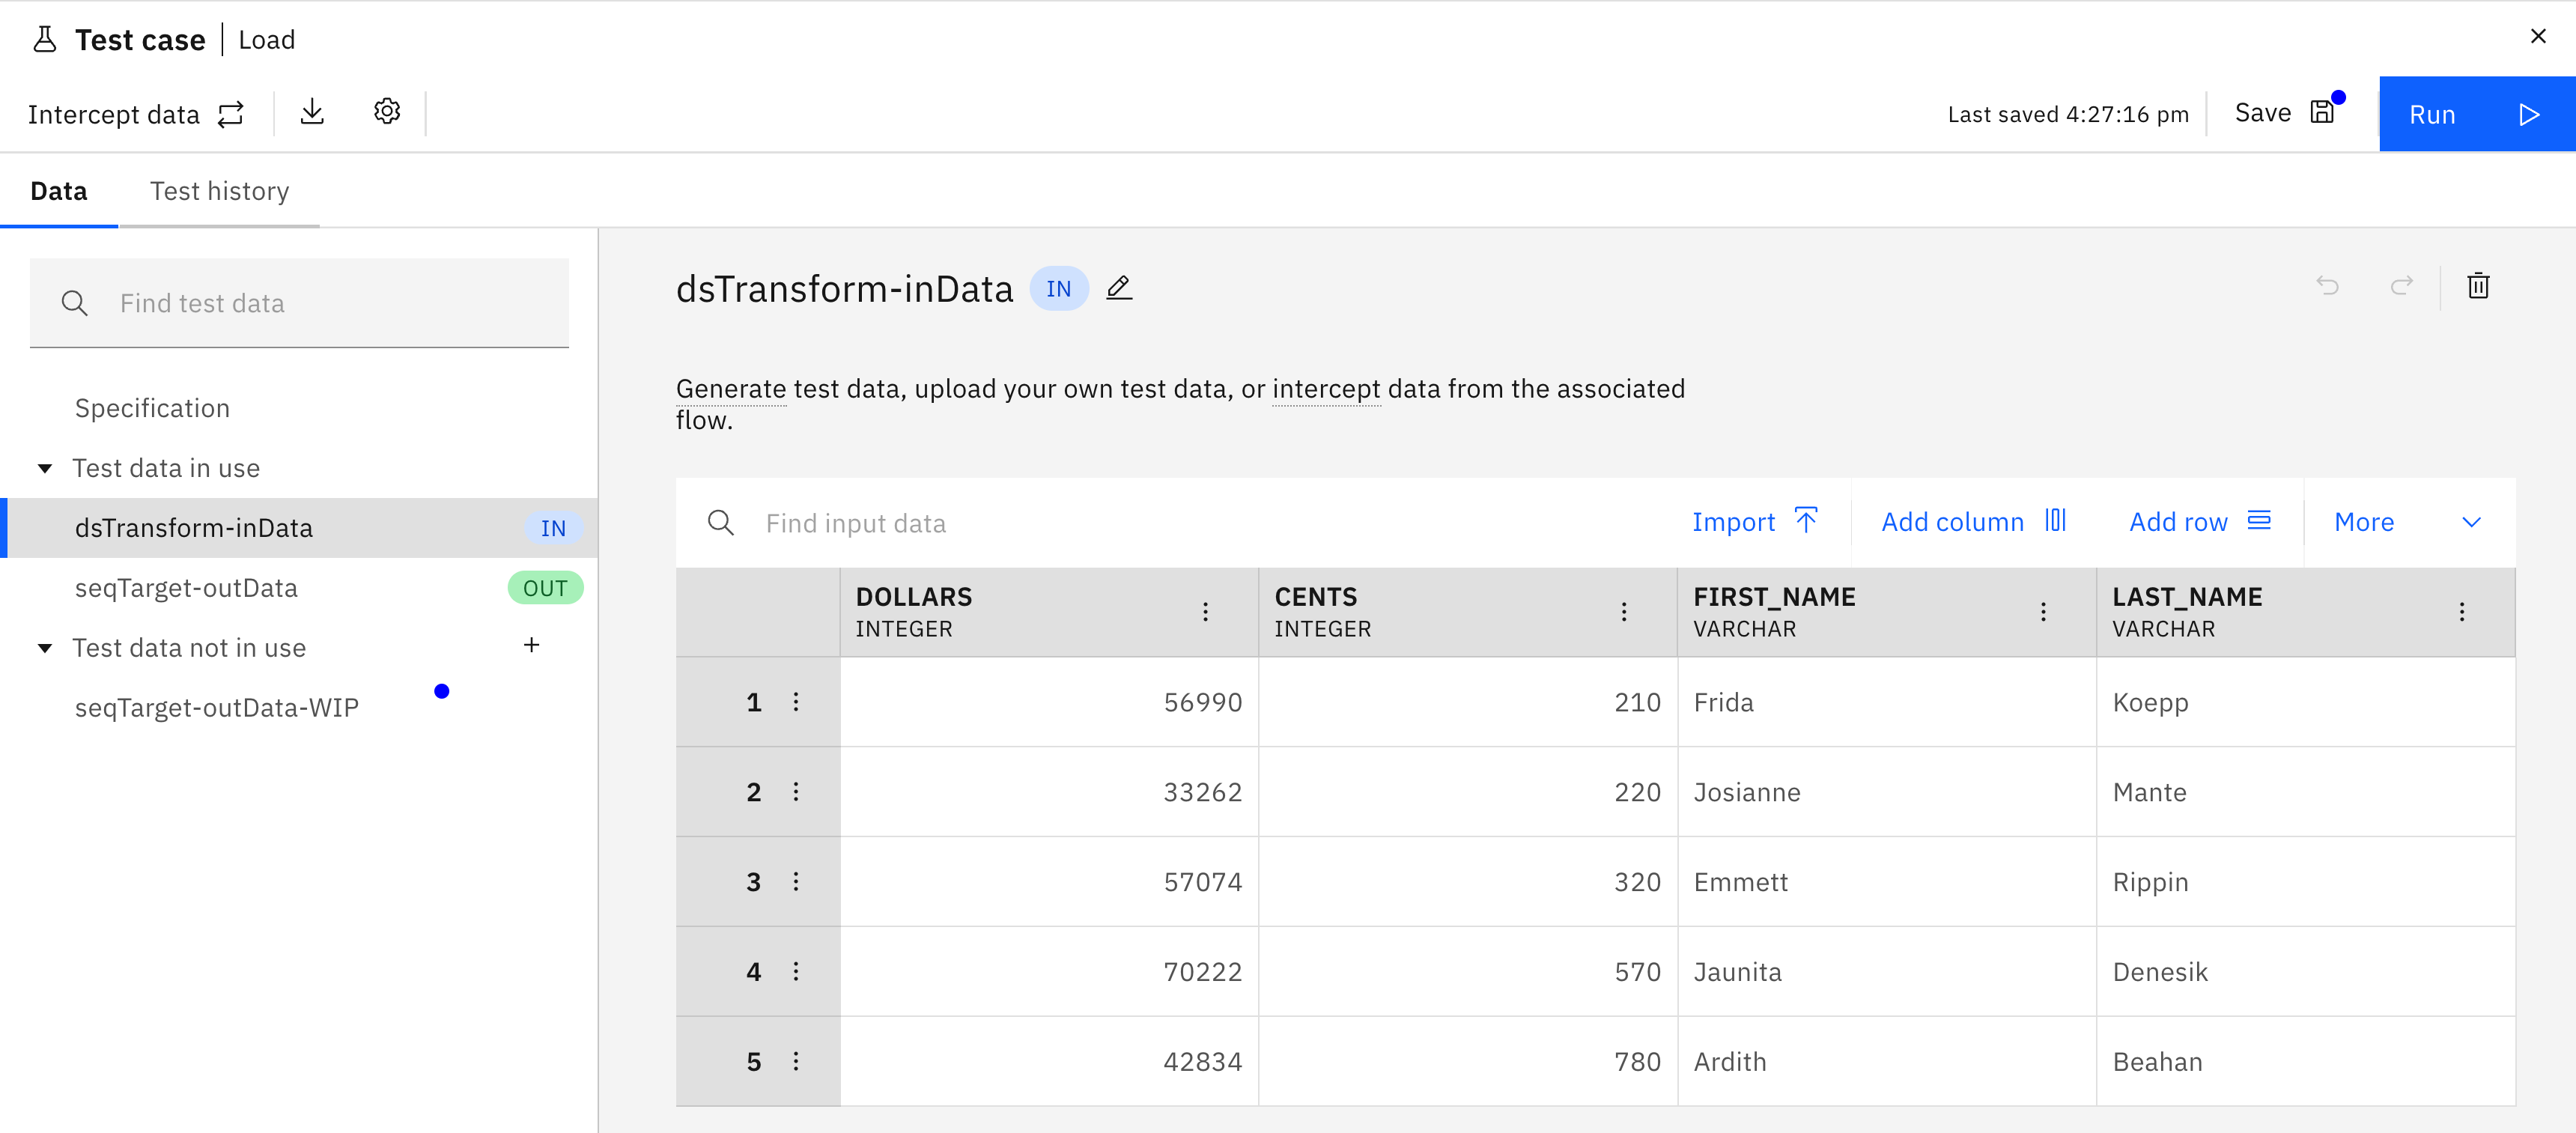 Test case | Load
Intercept data
Last saved 4:27:16 pm
Save
Run
Data
Test history
Find test data
Specification
Test data in use
dsTransform-inData IN
seqTarget-outData OUT
Test data not in use +
seqTarget-outData-WIP
dsTransform-inData IN
Generate test data, upload your own test data, or intercept data from the associated
flow.
Find input data
Import
Add column
Add row
More
DOLLARS CENTS FIRST_NAME LAST_NAME
INTEGER INTEGER VARCHAR VARCHAR
1 56990 210 Frida Koepp
2 33262 220 Josianne Mante
3 57074 320 Emmett Rippin
4 70222 570 Jaunita Denesik
5 42834 780 Ardith Beahan